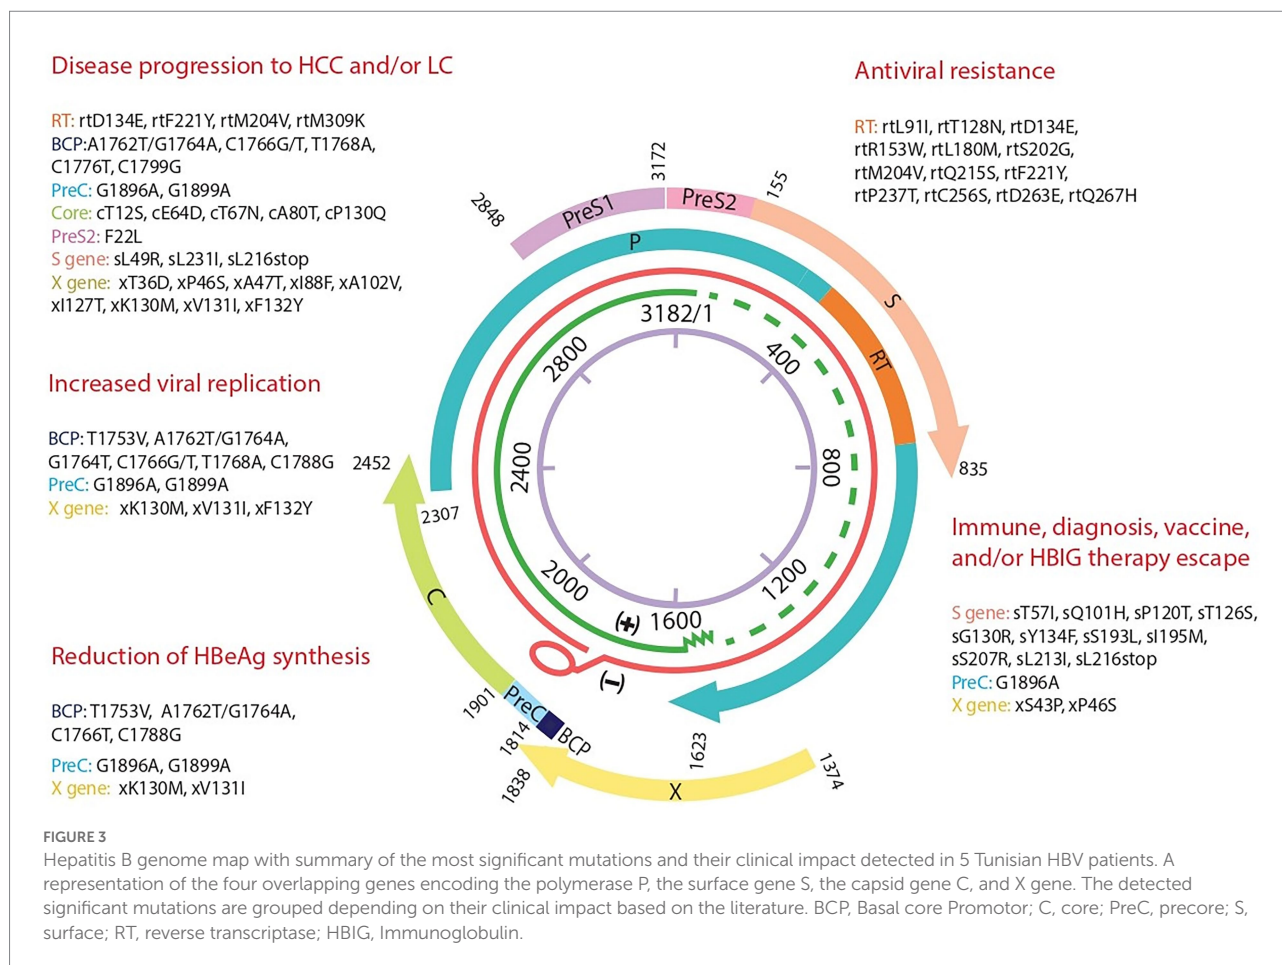 Disease progression to HCC and/or LC
RT: rtD134E, rtF221Y, rtM204V, rtM309K
BCP:A1762T/G1764A, C1766G/T, T1768A,
C1776T, C1799G
PreC: G1896A, G1899A
Core: cT12S, cE64D, cT67N, cA80T, cP130Q
PreS2: F22L
S gene: sL49R, sL231I, sL216stop
X gene: xT36D, xP46S, xA47T, xI88F, xA102V,
xI127T, xK130M, xV131I, xF132Y
Increased viral replication
BCP: T1753V, A1762T/G1764A,
G1764T, C1766G/T, T1768A, C1788G
PreC: G1896A, G1899A
X gene: xK130M, xV131I, xF132Y
Reduction of HBeAg synthesis
BCP: T1753V, A1762T/G1764A,
C1766T, C1788G
PreC: G1896A, G1899A
X gene: xK130M, xV131I
Antiviral resistance
RT: rtL91I, rtT128N, rtD134E,
rtR153W, rtL180M, rtS202G,
rtM204V, rtQ215S, rtF221Y,
rtP237T, rtC256S, rtD263E, rtQ267H
Immune, diagnosis, vaccine,
and/or HBIG therapy escape
S gene: sT57I, sQ101H, sP120T, sT126S,
sG130R, sY134F, sS193L, sI195M,
sS207R, sL213I, sL216stop
PreC: G1896A
X gene: xS43P, xP46S
2848
PreS1
3172
PreS2
155
S
835
P
RT
2307
2452
C
1901
PreC
1814
BCP
1838
X
1623
1374
3182/1
400
800
1200
1600
2000
2400
2800
(+)
(-)
FIGURE 3
Hepatitis B genome map with summary of the most significant mutations and their clinical impact detected in 5 Tunisian HBV patients. A
representation of the four overlapping genes encoding the polymerase P, the surface gene S, the capsid gene C, and X gene. The detected
significant mutations are grouped depending on their clinical impact based on the literature. BCP, Basal core Promotor; C, core; PreC, precore; S,
surface; RT, reverse transcriptase; HBIG, Immunoglobulin.